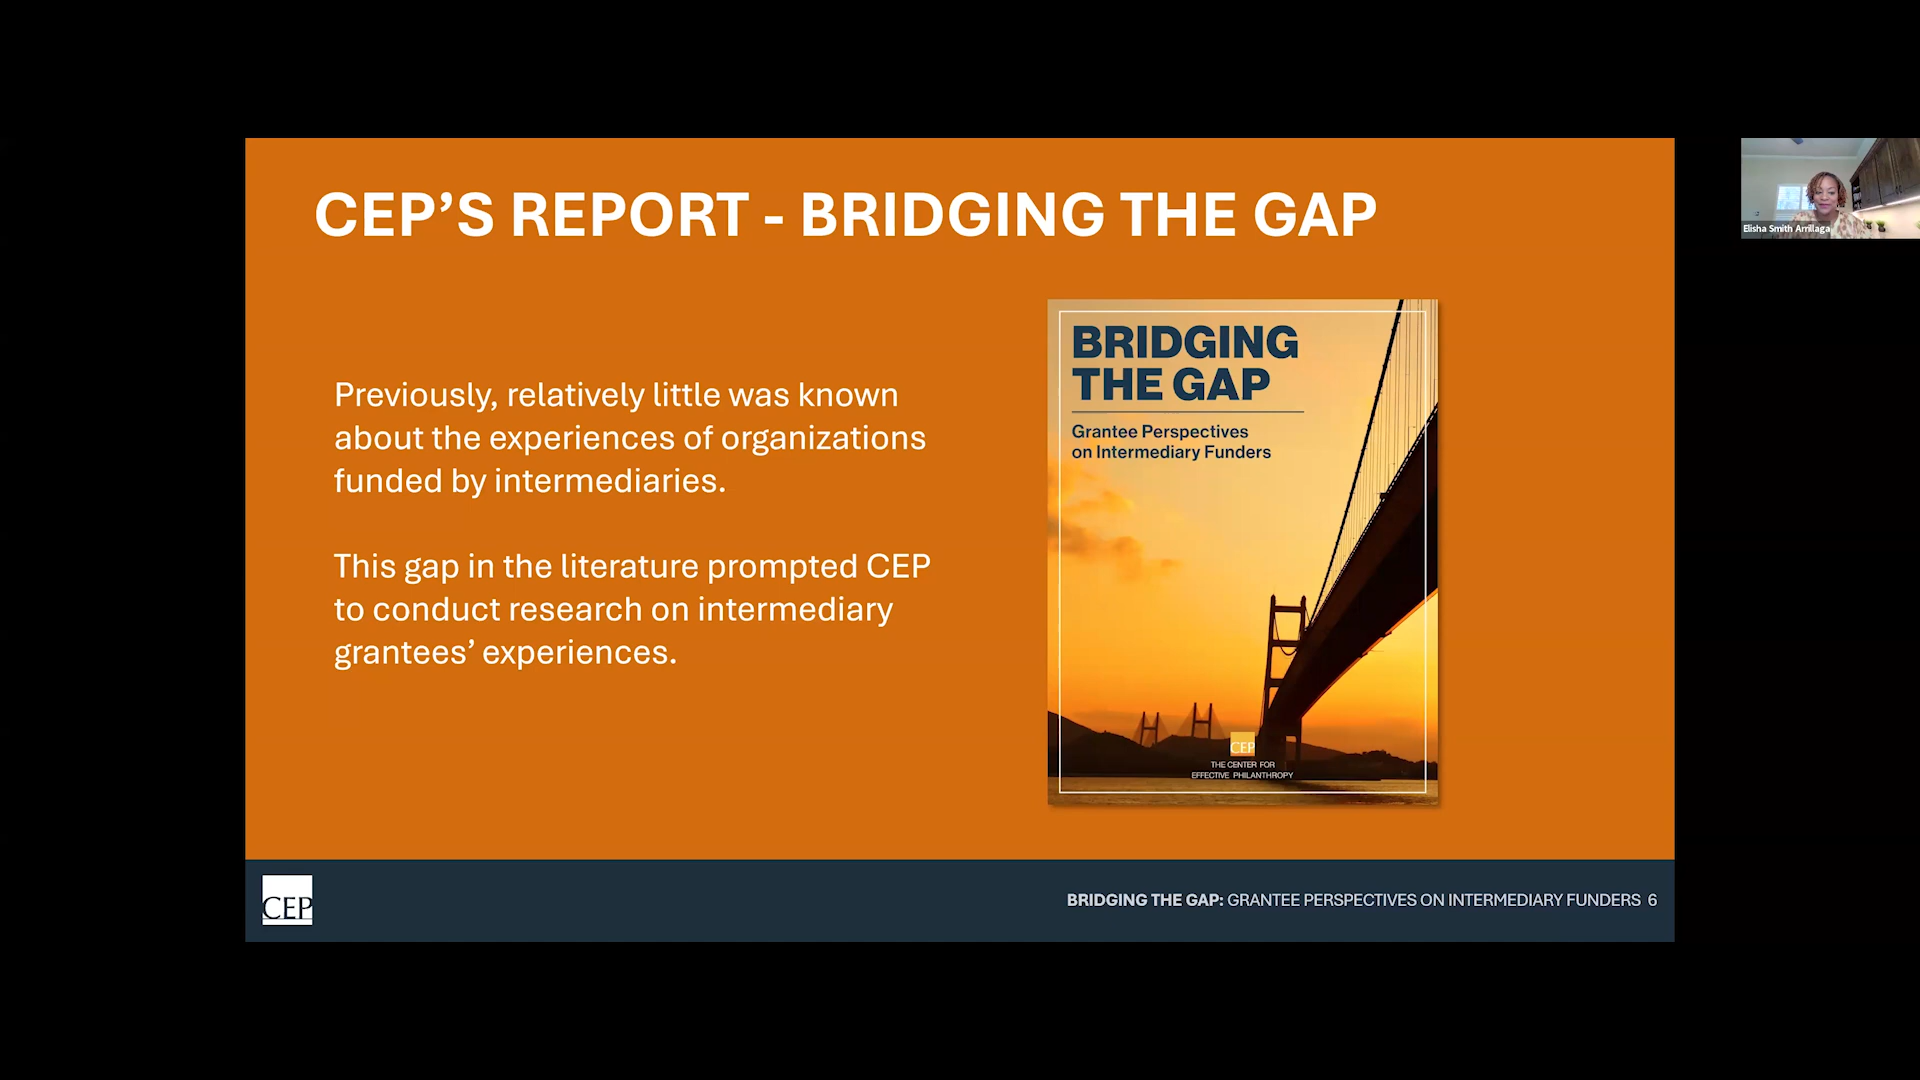 CEP’S REPORT - BRIDGING THE GAP
Previously, relatively little was known
about the experiences of organizations
funded by intermediaries.
This gap in the literature prompted CEP
to conduct research on intermediary
grantees’ experiences.
BRIDGING
THE GAP
Grantee Perspectives
on Intermediary Funders
CEP
THE CENTER FOR
EFFECTIVE PHILANTHROPY
Elisha Smith Arrillaga
CEP
BRIDGING THE GAP: GRANTEE PERSPECTIVES ON INTERMEDIARY FUNDERS 6